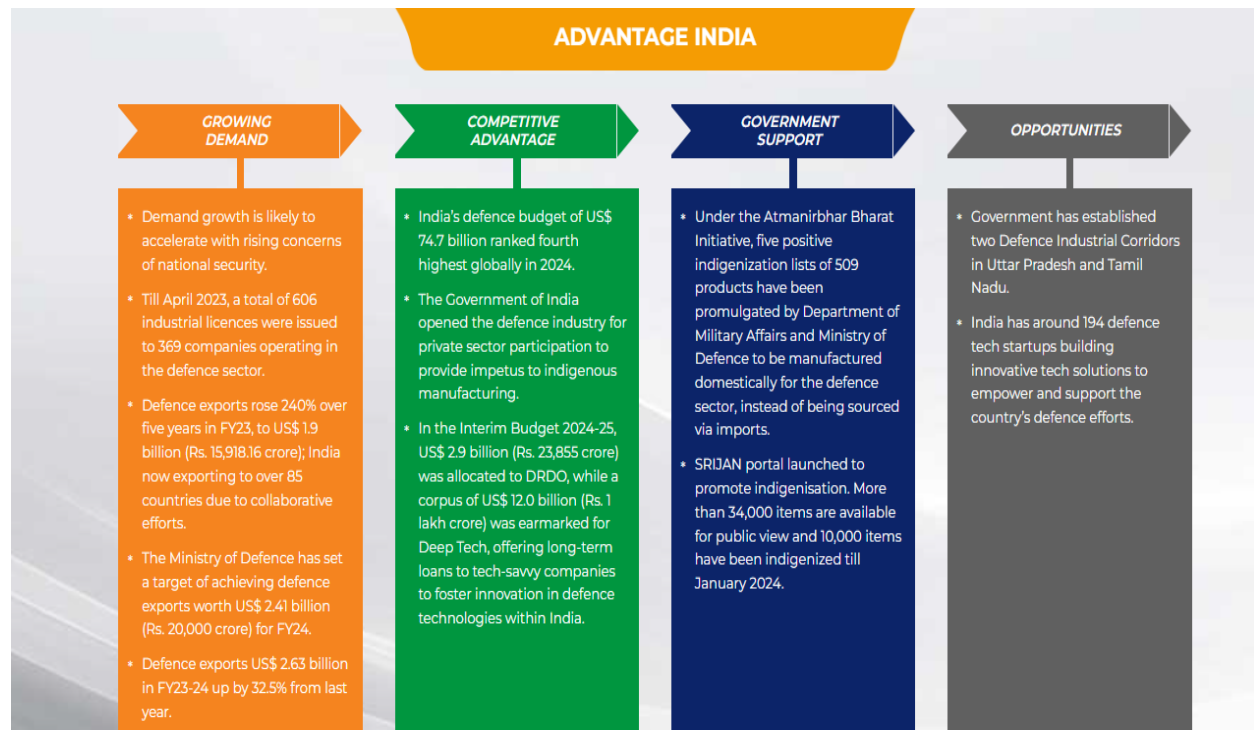 ADVANTAGE INDIA
GROWING
DEMAND
* Demand growth is likely to
accelerate with rising concerns
of national security.
* Till April 2023, a total of 606
industrial licences were issued
to 369 companies operating in
the defence sector.
* Defence exports rose 240% over
five years in FY23, to US$ 1.9
billion (Rs. 15,918.16 crore); India
now exporting to over 85
countries due to collaborative
efforts.
* The Ministry of Defence has set
a target of achieving defence
exports worth US$ 2.41 billion
(Rs. 20,000 crore) for FY24.
* Defence exports US$ 2.63 billion
in FY23-24 up by 32.5% from last
year.
COMPETITIVE
ADVANTAGE
* India's defence budget of US$
74.7 billion ranked fourth
highest globally in 2024.
* The Government of India
opened the defence industry for
private sector participation to
provide impetus to indigenous
manufacturing.
* In the Interim Budget 2024-25,
US$ 2.9 billion (Rs. 23,855 crore)
was allocated to DRDO, while a
corpus of US$ 12.0 billion (Rs. 1
lakh crore) was earmarked for
Deep Tech, offering long-term
loans to tech-savvy companies
to foster innovation in defence
technologies within India.
GOVERNMENT
SUPPORT
* Under the Atmanirbhar Bharat
Initiative, five positive
indigenization lists of 509
products have been
promulgated by Department of
Military Affairs and Ministry of
Defence to be manufactured
domestically for the defence
sector, instead of being sourced
via imports.
* SRIJAN portal launched to
promote indigenisation. More
than 34,000 items are available
for public view and 10,000 items
have been indigenized till
January 2024.
OPPORTUNITIES
* Government has established
two Defence Industrial Corridors
in Uttar Pradesh and Tamil
Nadu.
* India has around 194 defence
tech startups building
innovative tech solutions to
empower and support the
country's defence efforts.